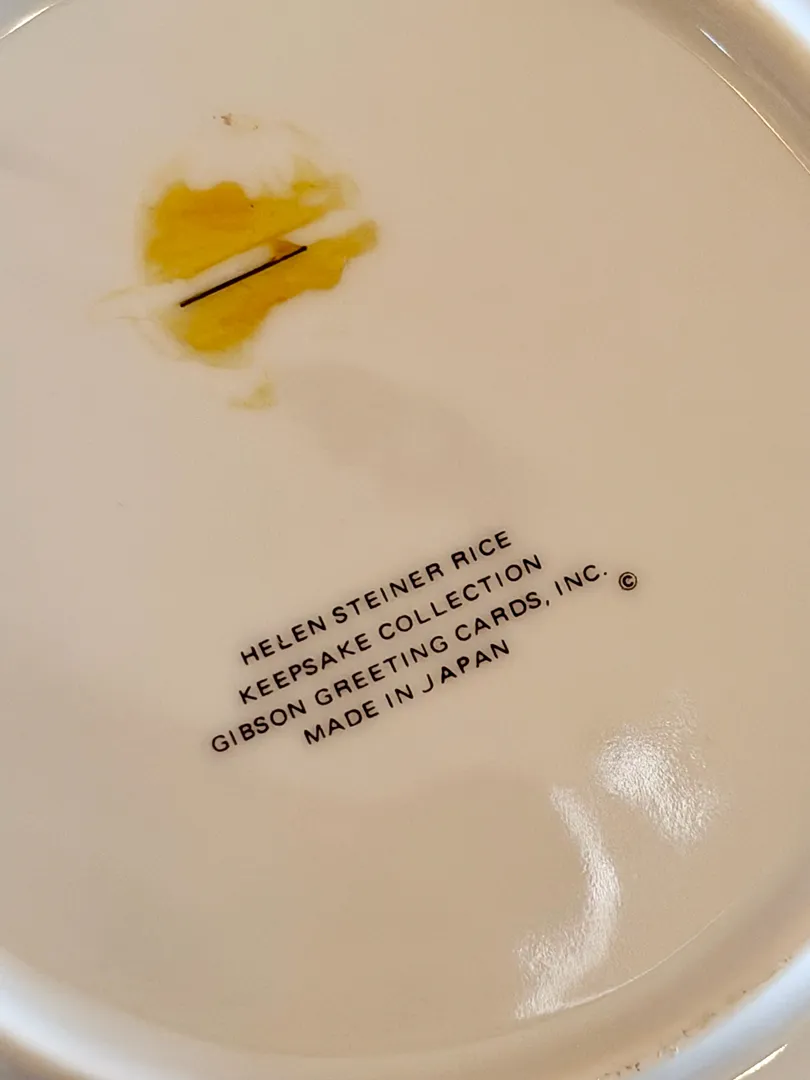 HELEN STEINER RICE
KEEPSAKE COLLECTION
GIBSON GREETING CARDS, INC. ©
MADE IN JAPAN